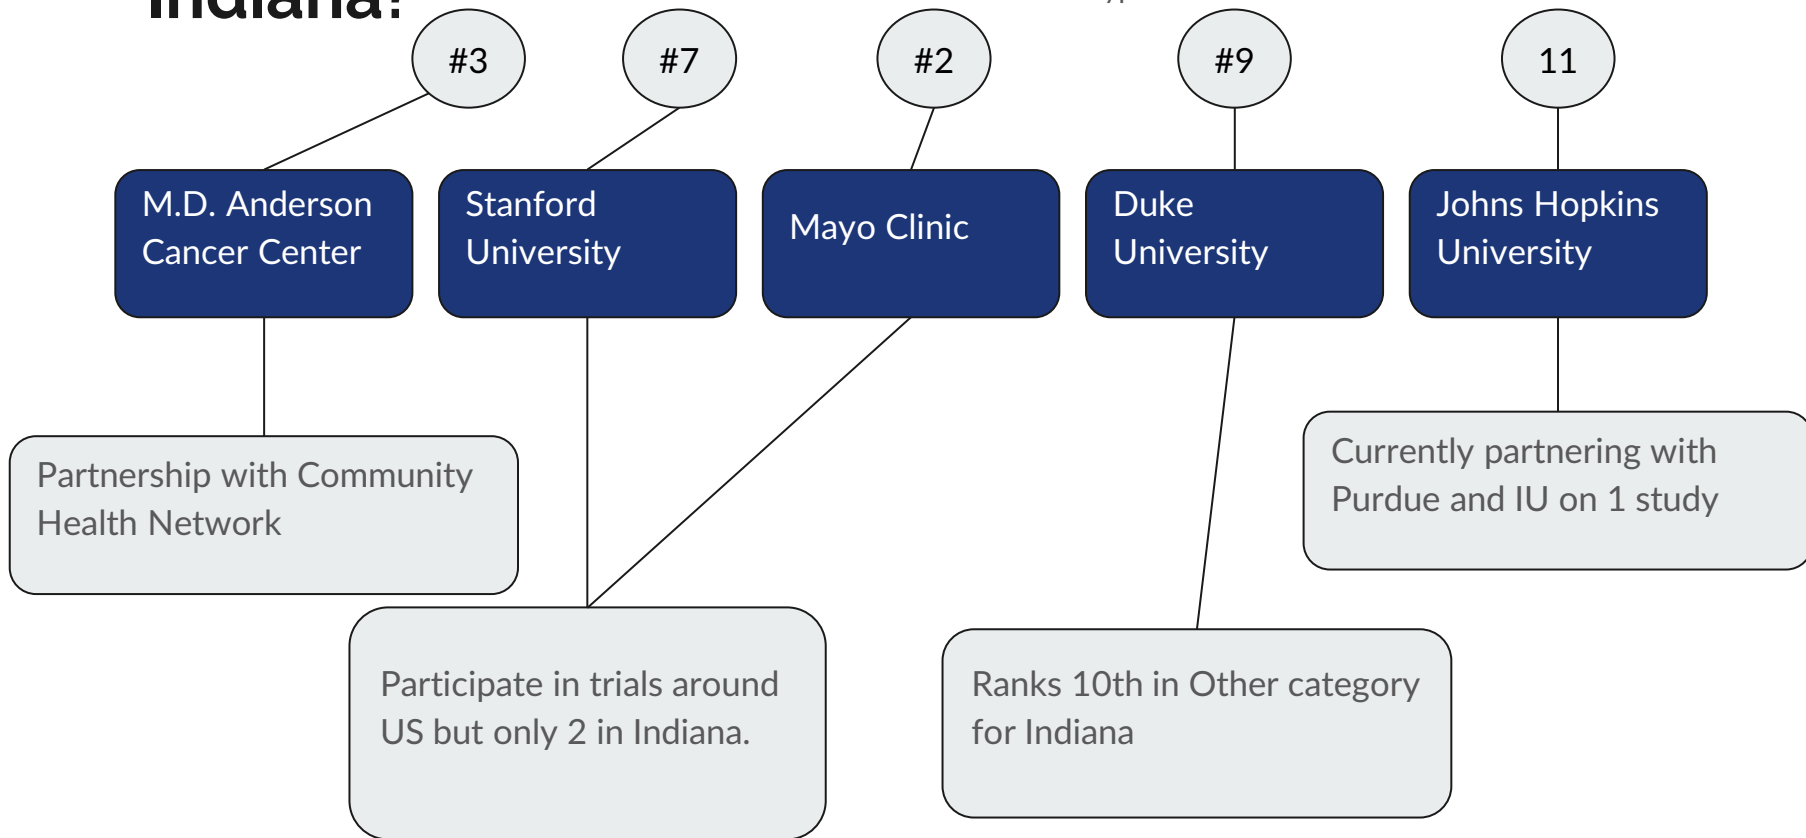 Indiana?
#3
#7
#2
#9
11
M.D. Anderson
Cancer Center
Stanford
University
Mayo Clinic
Duke
University
Johns Hopkins
University
Partnership with Community
Health Network
Currently partnering with
Purdue and IU on 1 study
Participate in trials around
US but only 2 in Indiana.
Ranks 10th in Other category
for Indiana